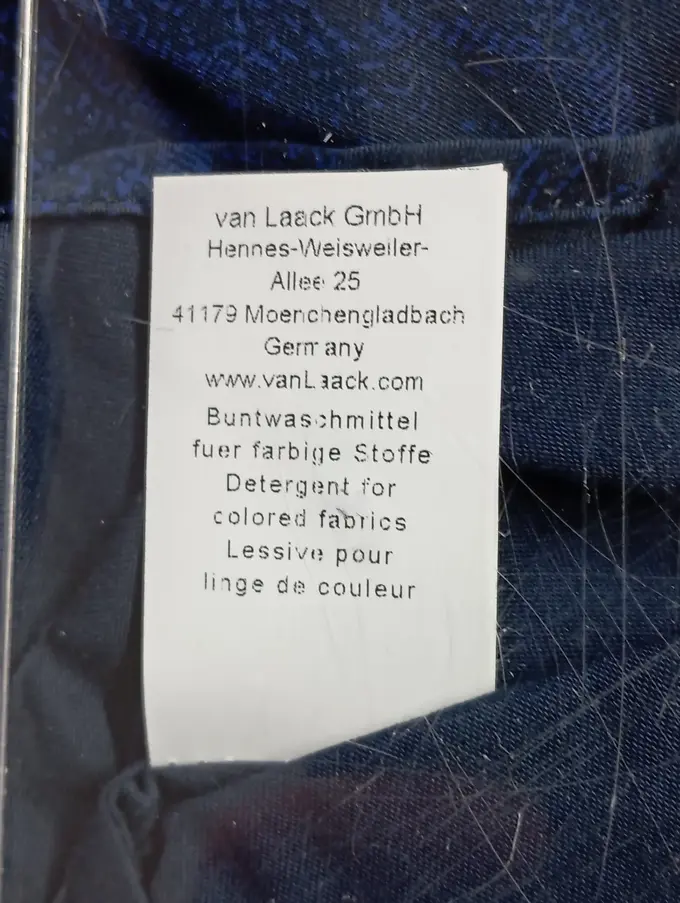 van Laack GmbH
Hennes-Weisweiler-
Allee 25
41179 Moenchengladbach
Germany
www.vanLaack.com
Buntwaschmittel
fuer farbige Stoffe
Detergent for
colored fabrics
Lessive pour
linge de couleur